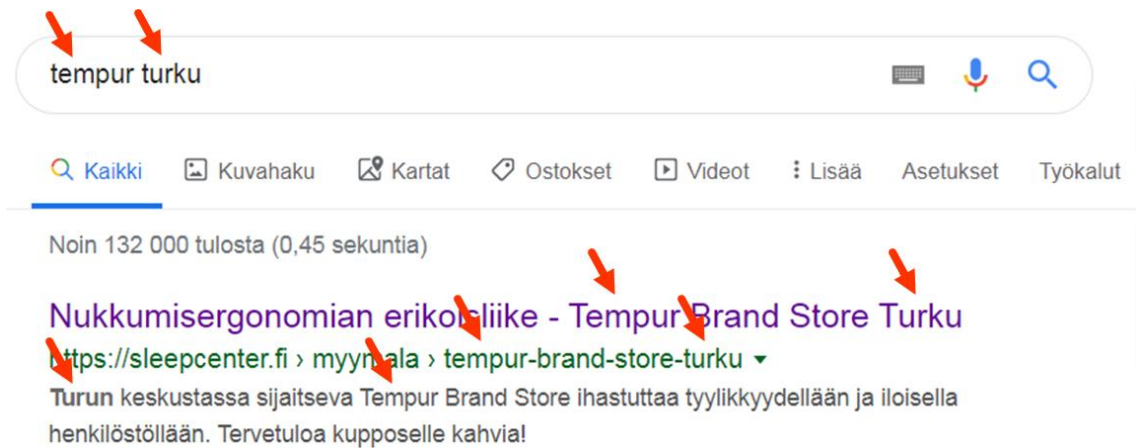 tempur turku
Kaikki Kuvahaku Kartat Ostokset Videot Lisää Asetukset Työkalut
Noin 132 000 tulosta (0,45 sekuntia)
Nukkumisergonomian erikoisliike - Tempur Brand Store Turku
https://sleepcenter.fi › myymala › tempur-brand-store-turku
Turun keskustassa sijaitseva Tempur Brand Store ihastuttaa tyylikkyydellään ja iloisella
henkilöstöllään. Tervetuloa kupposelle kahvia!